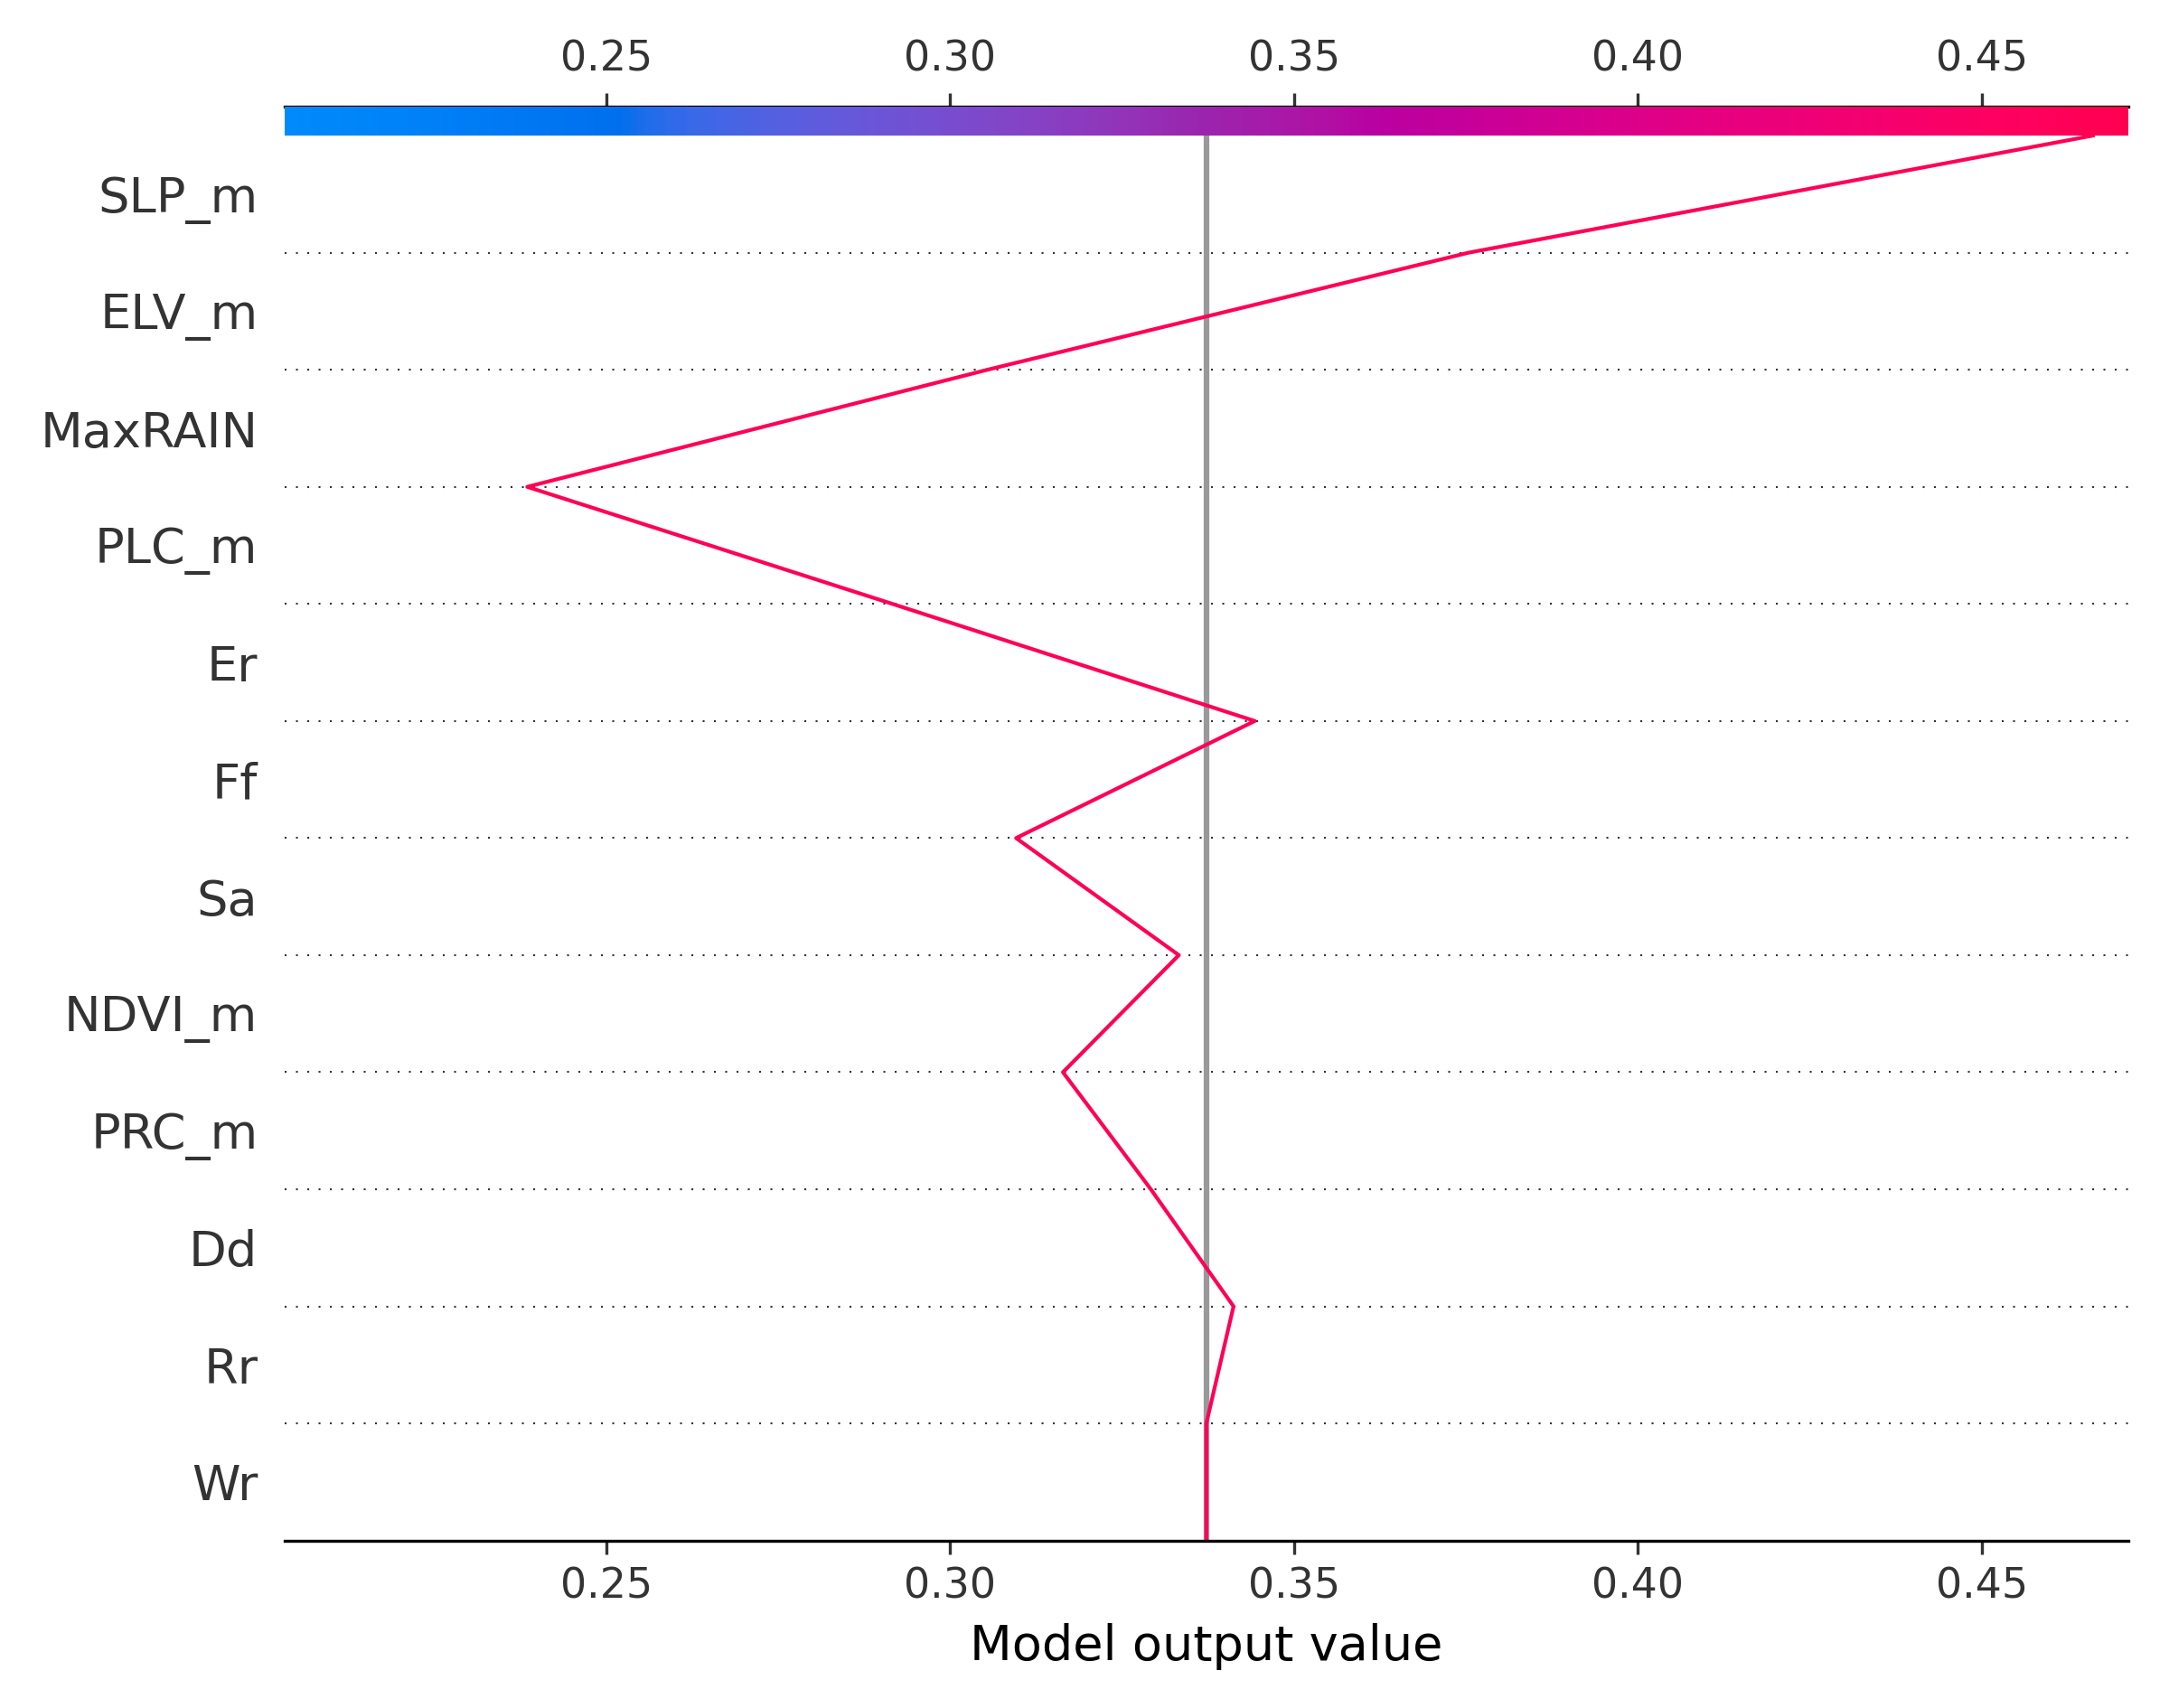 0.25 0.30 0.35 0.40 0.45
SLP_m
ELV_m
MaxRAIN
PLC_m
Er
Ff
Sa
NDVI_m
PRC_m
Dd
Rr
Wr
0.25 0.30 0.35 0.40 0.45
Model output value